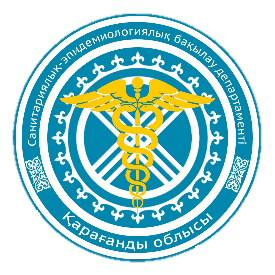 Санитариялық-эпидемиологиялық бақылау департаменті
Қарағанды облысы